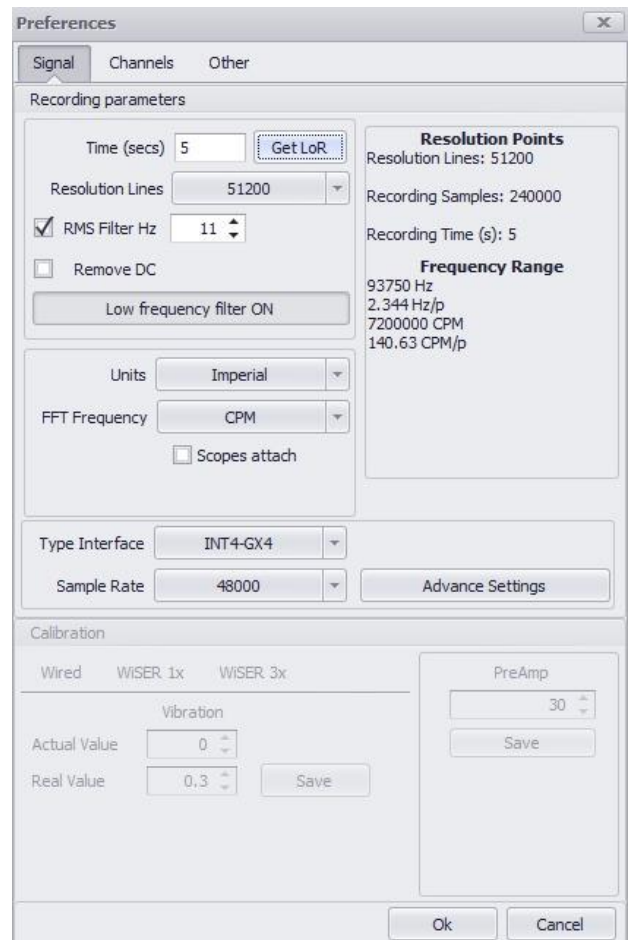 Preferences
Signal Channels Other
Recording parameters
Time (secs) 5 Get LoR
Resolution Lines 51200
RMS Filter Hz 11
Remove DC
Low frequency filter ON
Resolution Points
Resolution Lines: 51200
Recording Samples: 240000
Recording Time (s): 5
Frequency Range
93750 Hz
2.344 Hz/p
7200000 CPM
140.63 CPM/p
Units Imperial
FFT Frequency CPM
Scopes attach
Type Interface INT4-GX4
Sample Rate 48000 Advance Settings
Calibration
Wired WiSER 1x WiSER 3x
Vibration
Actual Value 0
Real Value 0.3 Save
PreAmp
30
Save
Ok Cancel